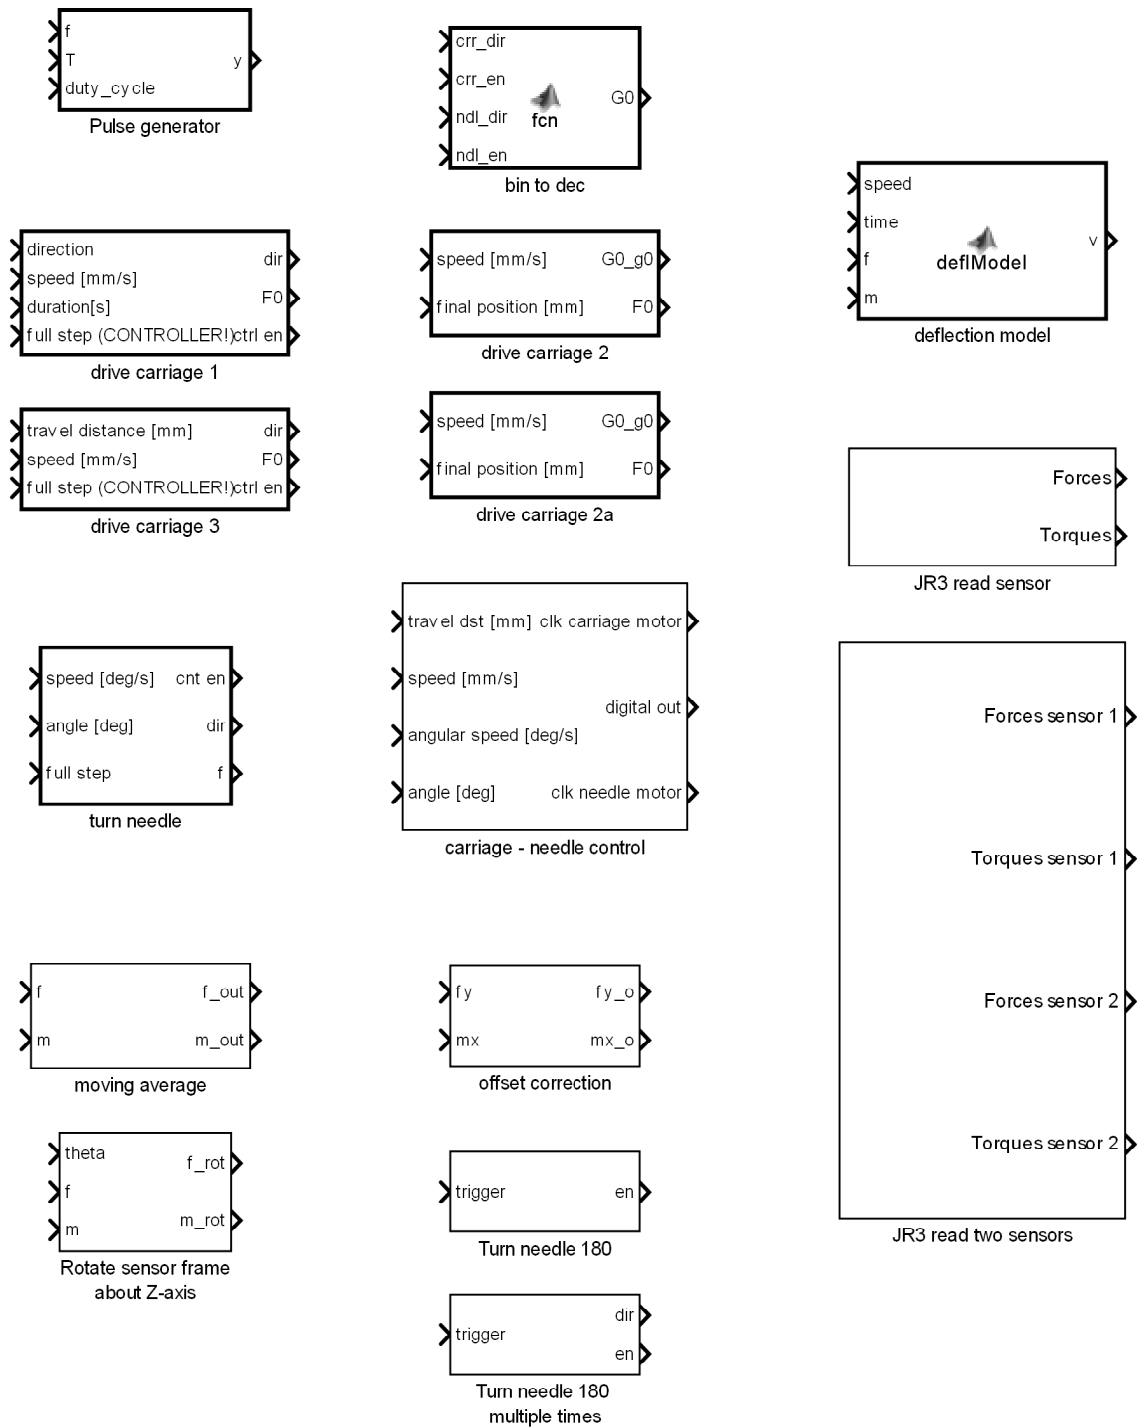 f
T
y
duty_cycle
Pulse generator
crr_dir
crr_en
G0
ndl_dir
fcn
ndl_en
bin to dec
speed
time
v
f
deflModel
m
deflection model
direction
dir
speed [mm/s]
F0
duration[s]
full step (CONTROLLER!)ctrl en
drive carriage 1
speed [mm/s] G0_g0
final position [mm] F0
drive carriage 2
travel distance [mm] dir
speed [mm/s] F0
full step (CONTROLLER!)ctrl en
drive carriage 3
speed [mm/s] G0_g0
final position [mm] F0
drive carriage 2a
Forces
Torques
JR3 read sensor
speed [deg/s] cnt en
angle [deg] dir
full step f
turn needle
travel dst [mm] clk carriage motor
speed [mm/s]
digital out
angular speed [deg/s]
angle [deg] clk needle motor
carriage - needle control
Forces sensor 1
Torques sensor 1
Forces sensor 2
Torques sensor 2
JR3 read two sensors
f f_out
m m_out
moving average
fy fy_o
mx mx_o
offset correction
theta
f_rot
f
m_rot
m
Rotate sensor frame
about Z-axis
trigger en
Turn needle 180
dir
trigger
en
Turn needle 180
multiple times